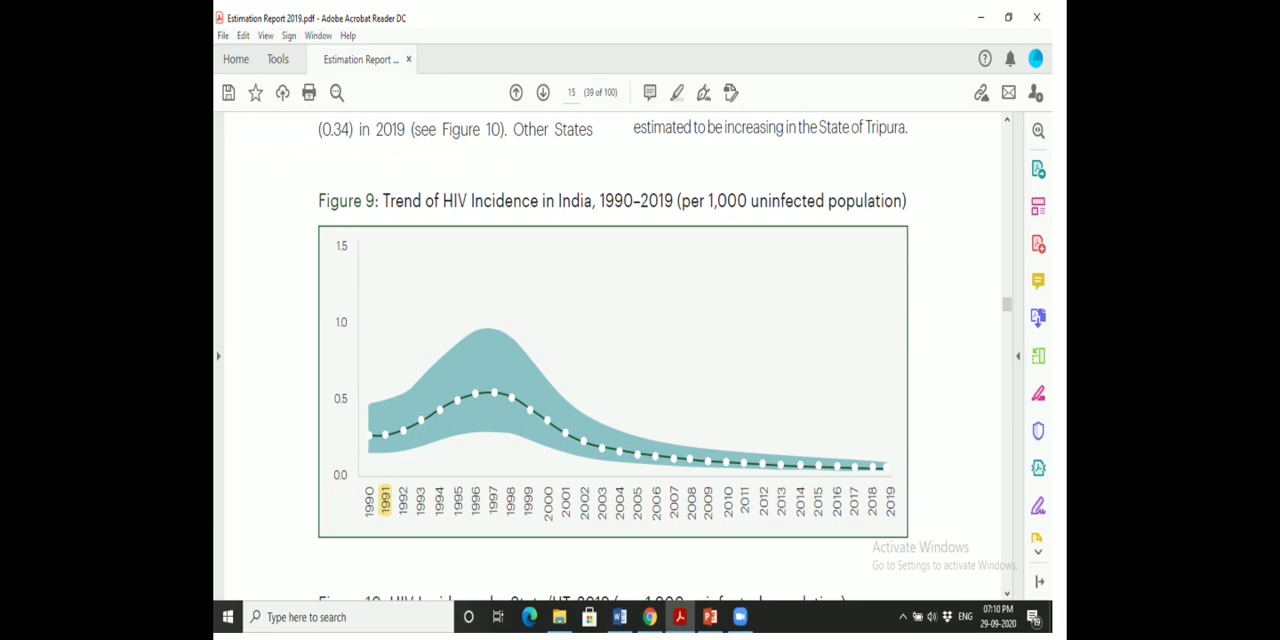 Estimation Report 2019.pdf - Adobe Acrobat Reader DC
File Edit View Sign Window Help
Home Tools Estimation Report ... ×
15 (39 of 100)
(0.34) in 2019 (see Figure 10). Other States
estimated to be increasing in the State of Tripura.
Figure 9: Trend of HIV Incidence in India, 1990–2019 (per 1,000 uninfected population)
1.5
1.0
0.5
0.0
1990 1991 1992 1993 1994 1995 1996 1997 1998 1999 2000 2001 2002 2003 2004 2005 2006 2007 2008 2009 2010 2011 2012 2013 2014 2015 2016 2017 2018 2019
Activate Windows
Go to Settings to activate Windows.
Type here to search
ENG
07:10 PM
29-09-2020
19